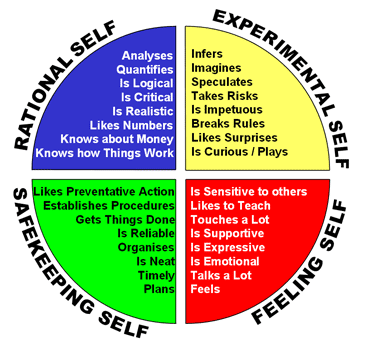 RATIONAL SELF
Analyses
Quantifies
Is Logical
Is Critical
Is Realistic
Likes Numbers
Knows about Money
Knows how Things Work
EXPERIMENTAL SELF
Infers
Imagines
Speculates
Takes Risks
Is Impetuous
Breaks Rules
Likes Surprises
Is Curious / Plays
SAFEKEEPING SELF
Likes Preventative Action
Establishes Procedures
Gets Things Done
Is Reliable
Organises
Is Neat
Timely
Plans
FEELING SELF
Is Sensitive to others
Likes to Teach
Touches a Lot
Is Supportive
Is Expressive
Is Emotional
Talks a Lot
Feels